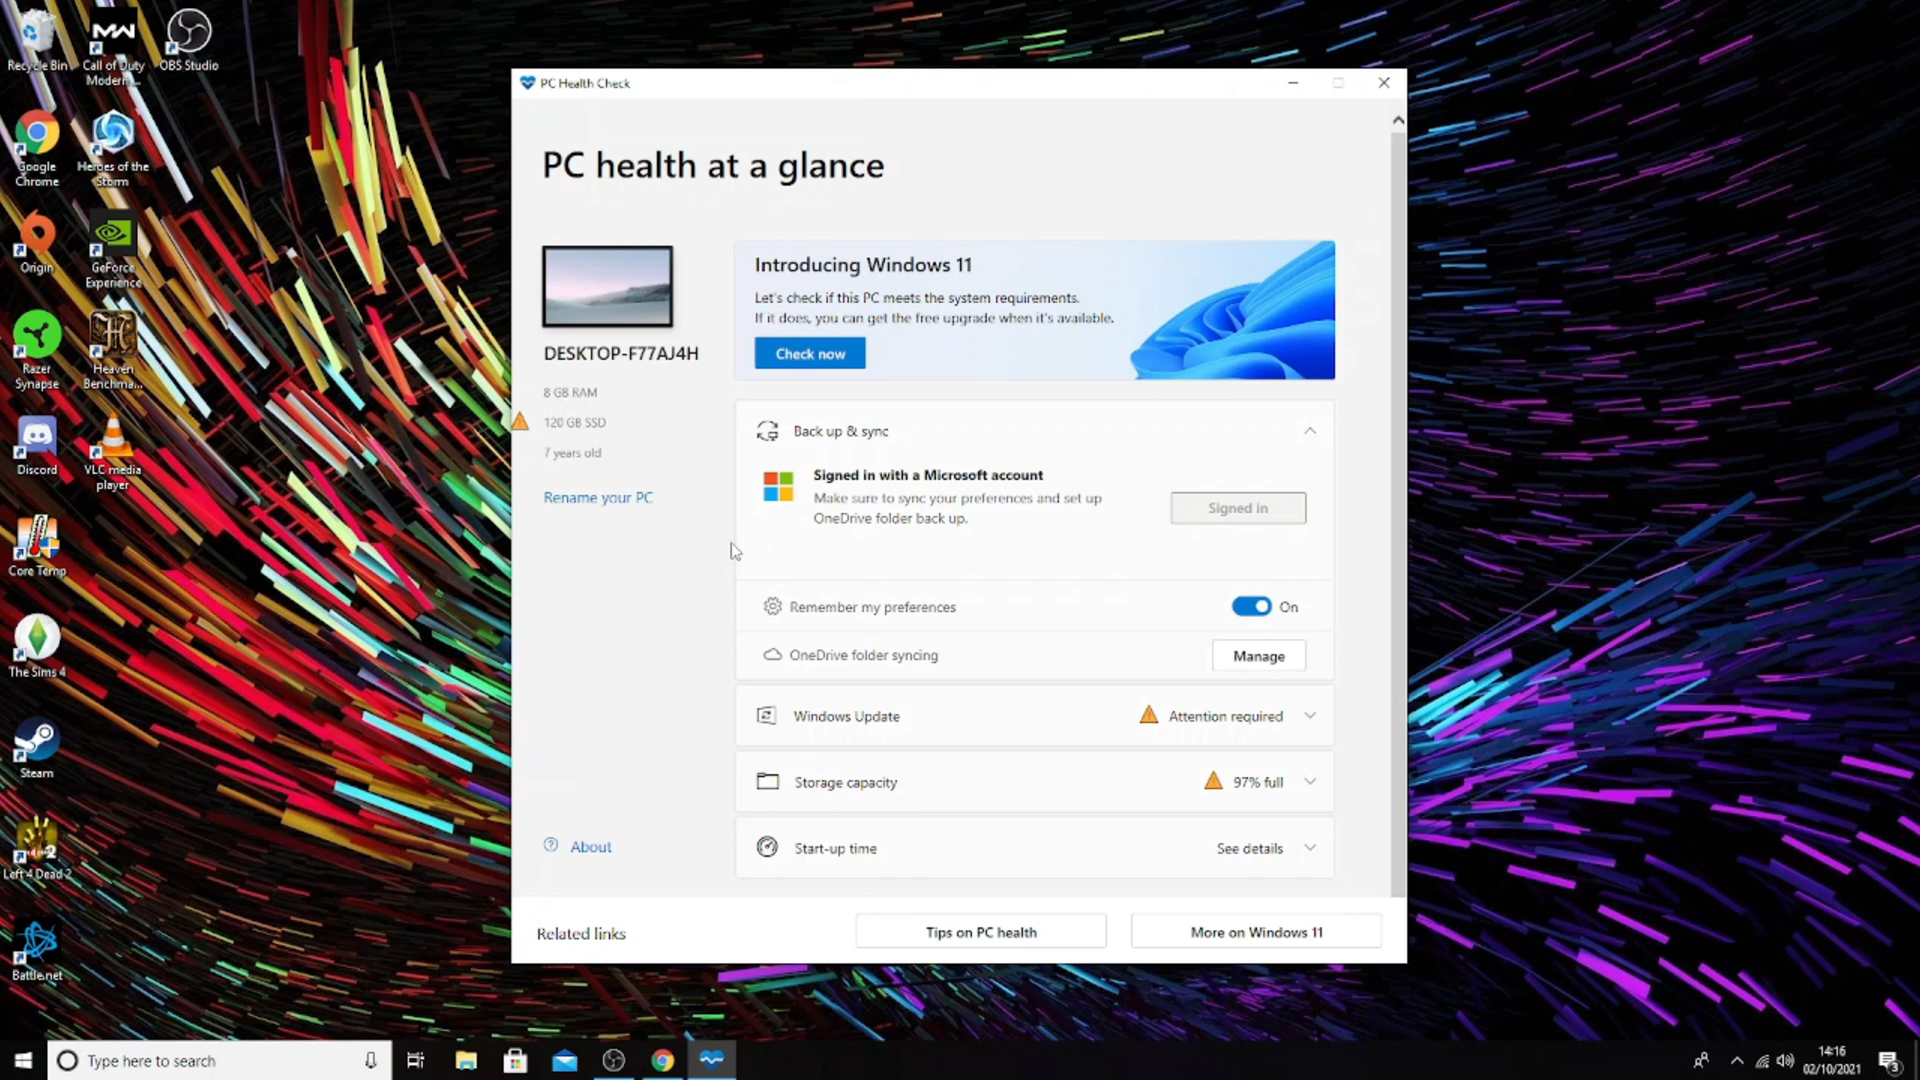 Recycle Bin
Call of Duty
Modern ...
OBS Studio
Google
Chrome
Heroes of the
Storm
Origin
GeForce
Experience
Razer
Synapse
Heaven
Benchma...
Discord
VLC media
player
Core Temp
The Sims 4
Steam
Left 4 Dead 2
Battle.net
PC Health Check
PC health at a glance
DESKTOP-F77AJ4H
8 GB RAM
120 GB SSD
7 years old
Rename your PC
About
Introducing Windows 11
Let's check if this PC meets the system requirements.
If it does, you can get the free upgrade when it's available.
Check now
Back up & sync
Signed in with a Microsoft account
Make sure to sync your preferences and set up
OneDrive folder back up.
Signed in
Remember my preferences
On
OneDrive folder syncing
Manage
Windows Update
Attention required
Storage capacity
97% full
Start-up time
See details
Related links
Tips on PC health
More on Windows 11
Type here to search
14:16
02/10/2021
3